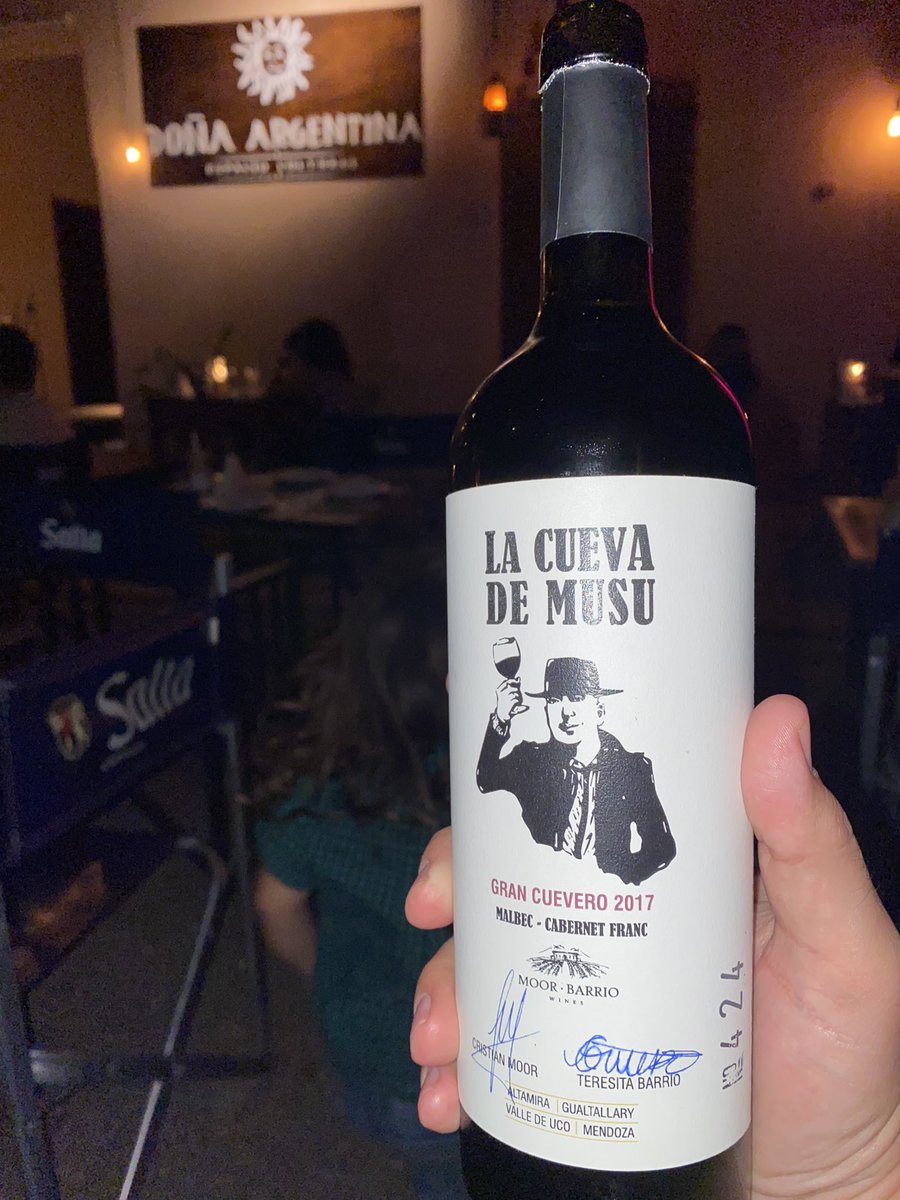 DOÑA ARGENTINA
Salta
Salta
LA CUEVA
DE MUSU
GRAN CUEVERO 2017
MALBEC - CABERNET FRANC
MOOR · BARRIO
WINES
CRISTIAN MOOR
TERESITA BARRIO
ALTAMIRA | GUALTALLARY
VALLE DE UCO | MENDOZA